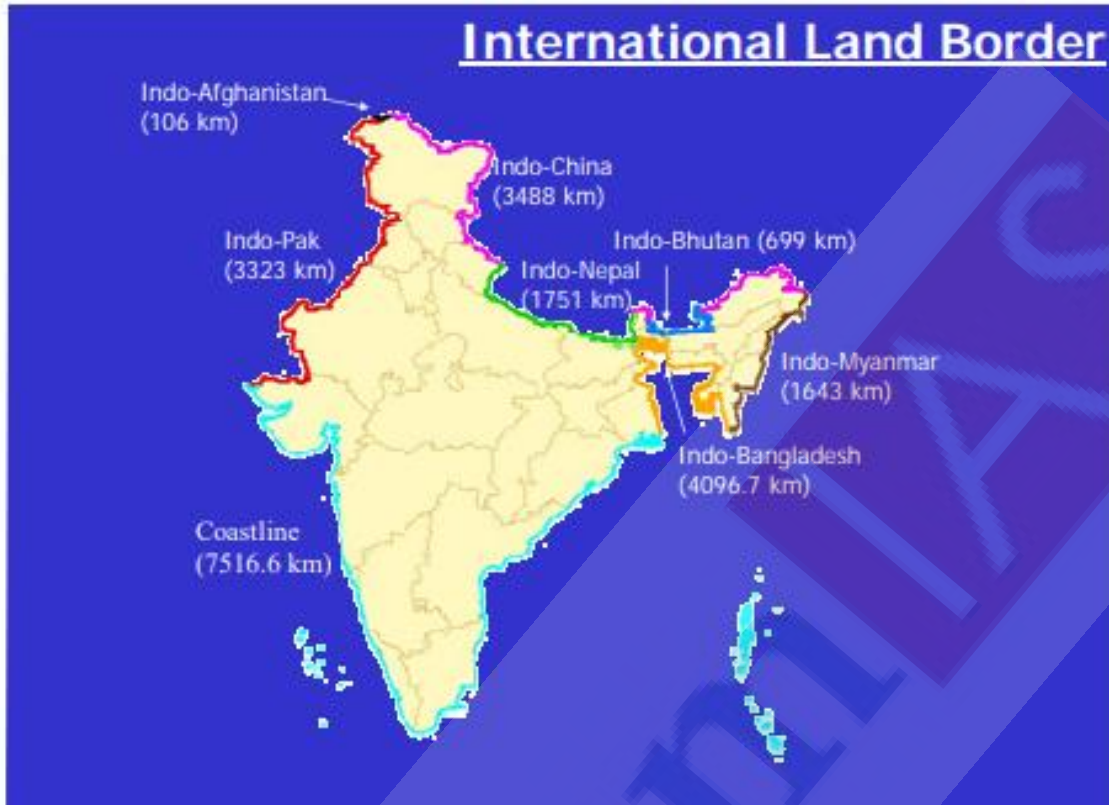 International Land Border
Indo-Afghanistan
(106 km)
Indo-China
(3488 km)
Indo-Pak
(3323 km)
Indo-Bhutan (699 km)
Indo-Nepal
(1751 km)
Indo-Myanmar
(1643 km)
Indo-Bangladesh
(4096.7 km)
Coastline
(7516.6 km)
IAS